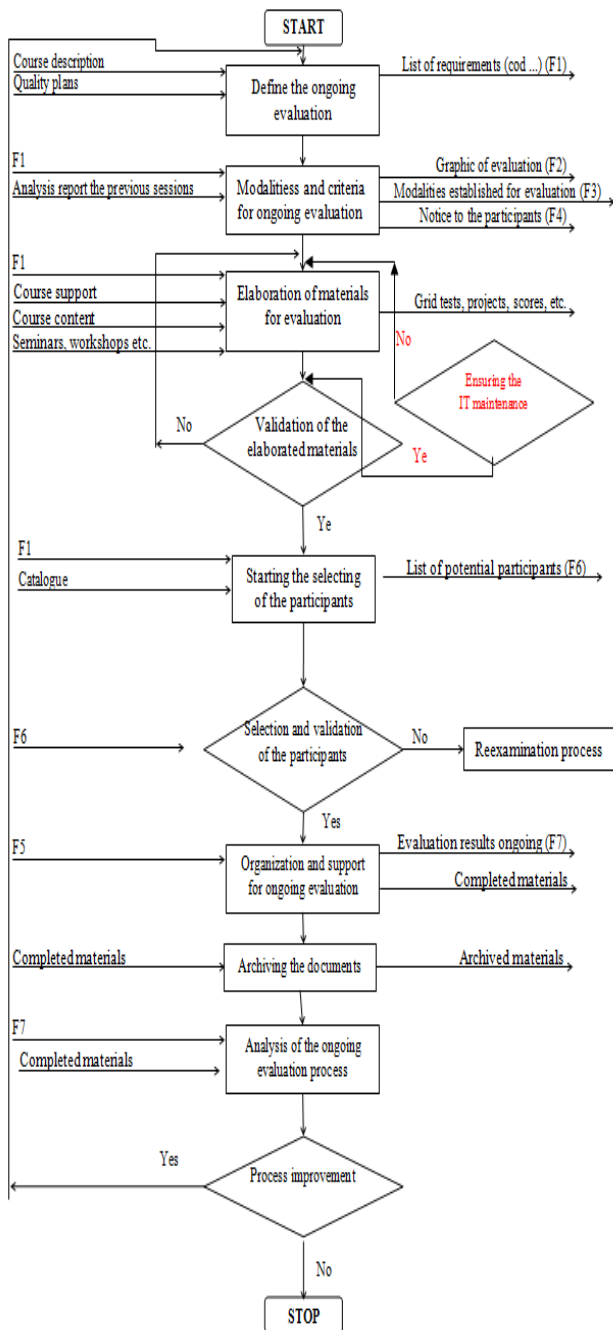 START
Course description
Quality plans
Define the ongoing
evaluation
List of requirements (cod ...) (F1)
F1
Analysis report the previous sessions
Modalitiess and criteria
for ongoing evaluation
Graphic of evaluation (F2)
Modalities established for evaluation (F3)
Notice to the participants (F4)
F1
Course support
Course content
Seminars, workshops etc.
Elaboration of materials
for evaluation
Grid tests, projects, scores, etc.
No
Ensuring the
IT maintenance
No
Validation of the
elaborated materials
Ye
Ye
F1
Catalogue
Starting the selecting
of the participants
List of potential participants (F6)
F6
Selection and validation
of the participants
No
Reexamination process
Yes
F5
Organization and support
for ongoing evaluation
Evaluation results ongoing (F7)
Completed materials
Completed materials
Archiving the documents
Archived materials
F7
Completed materials
Analysis of the ongoing
evaluation process
Yes
Process improvement
No
STOP